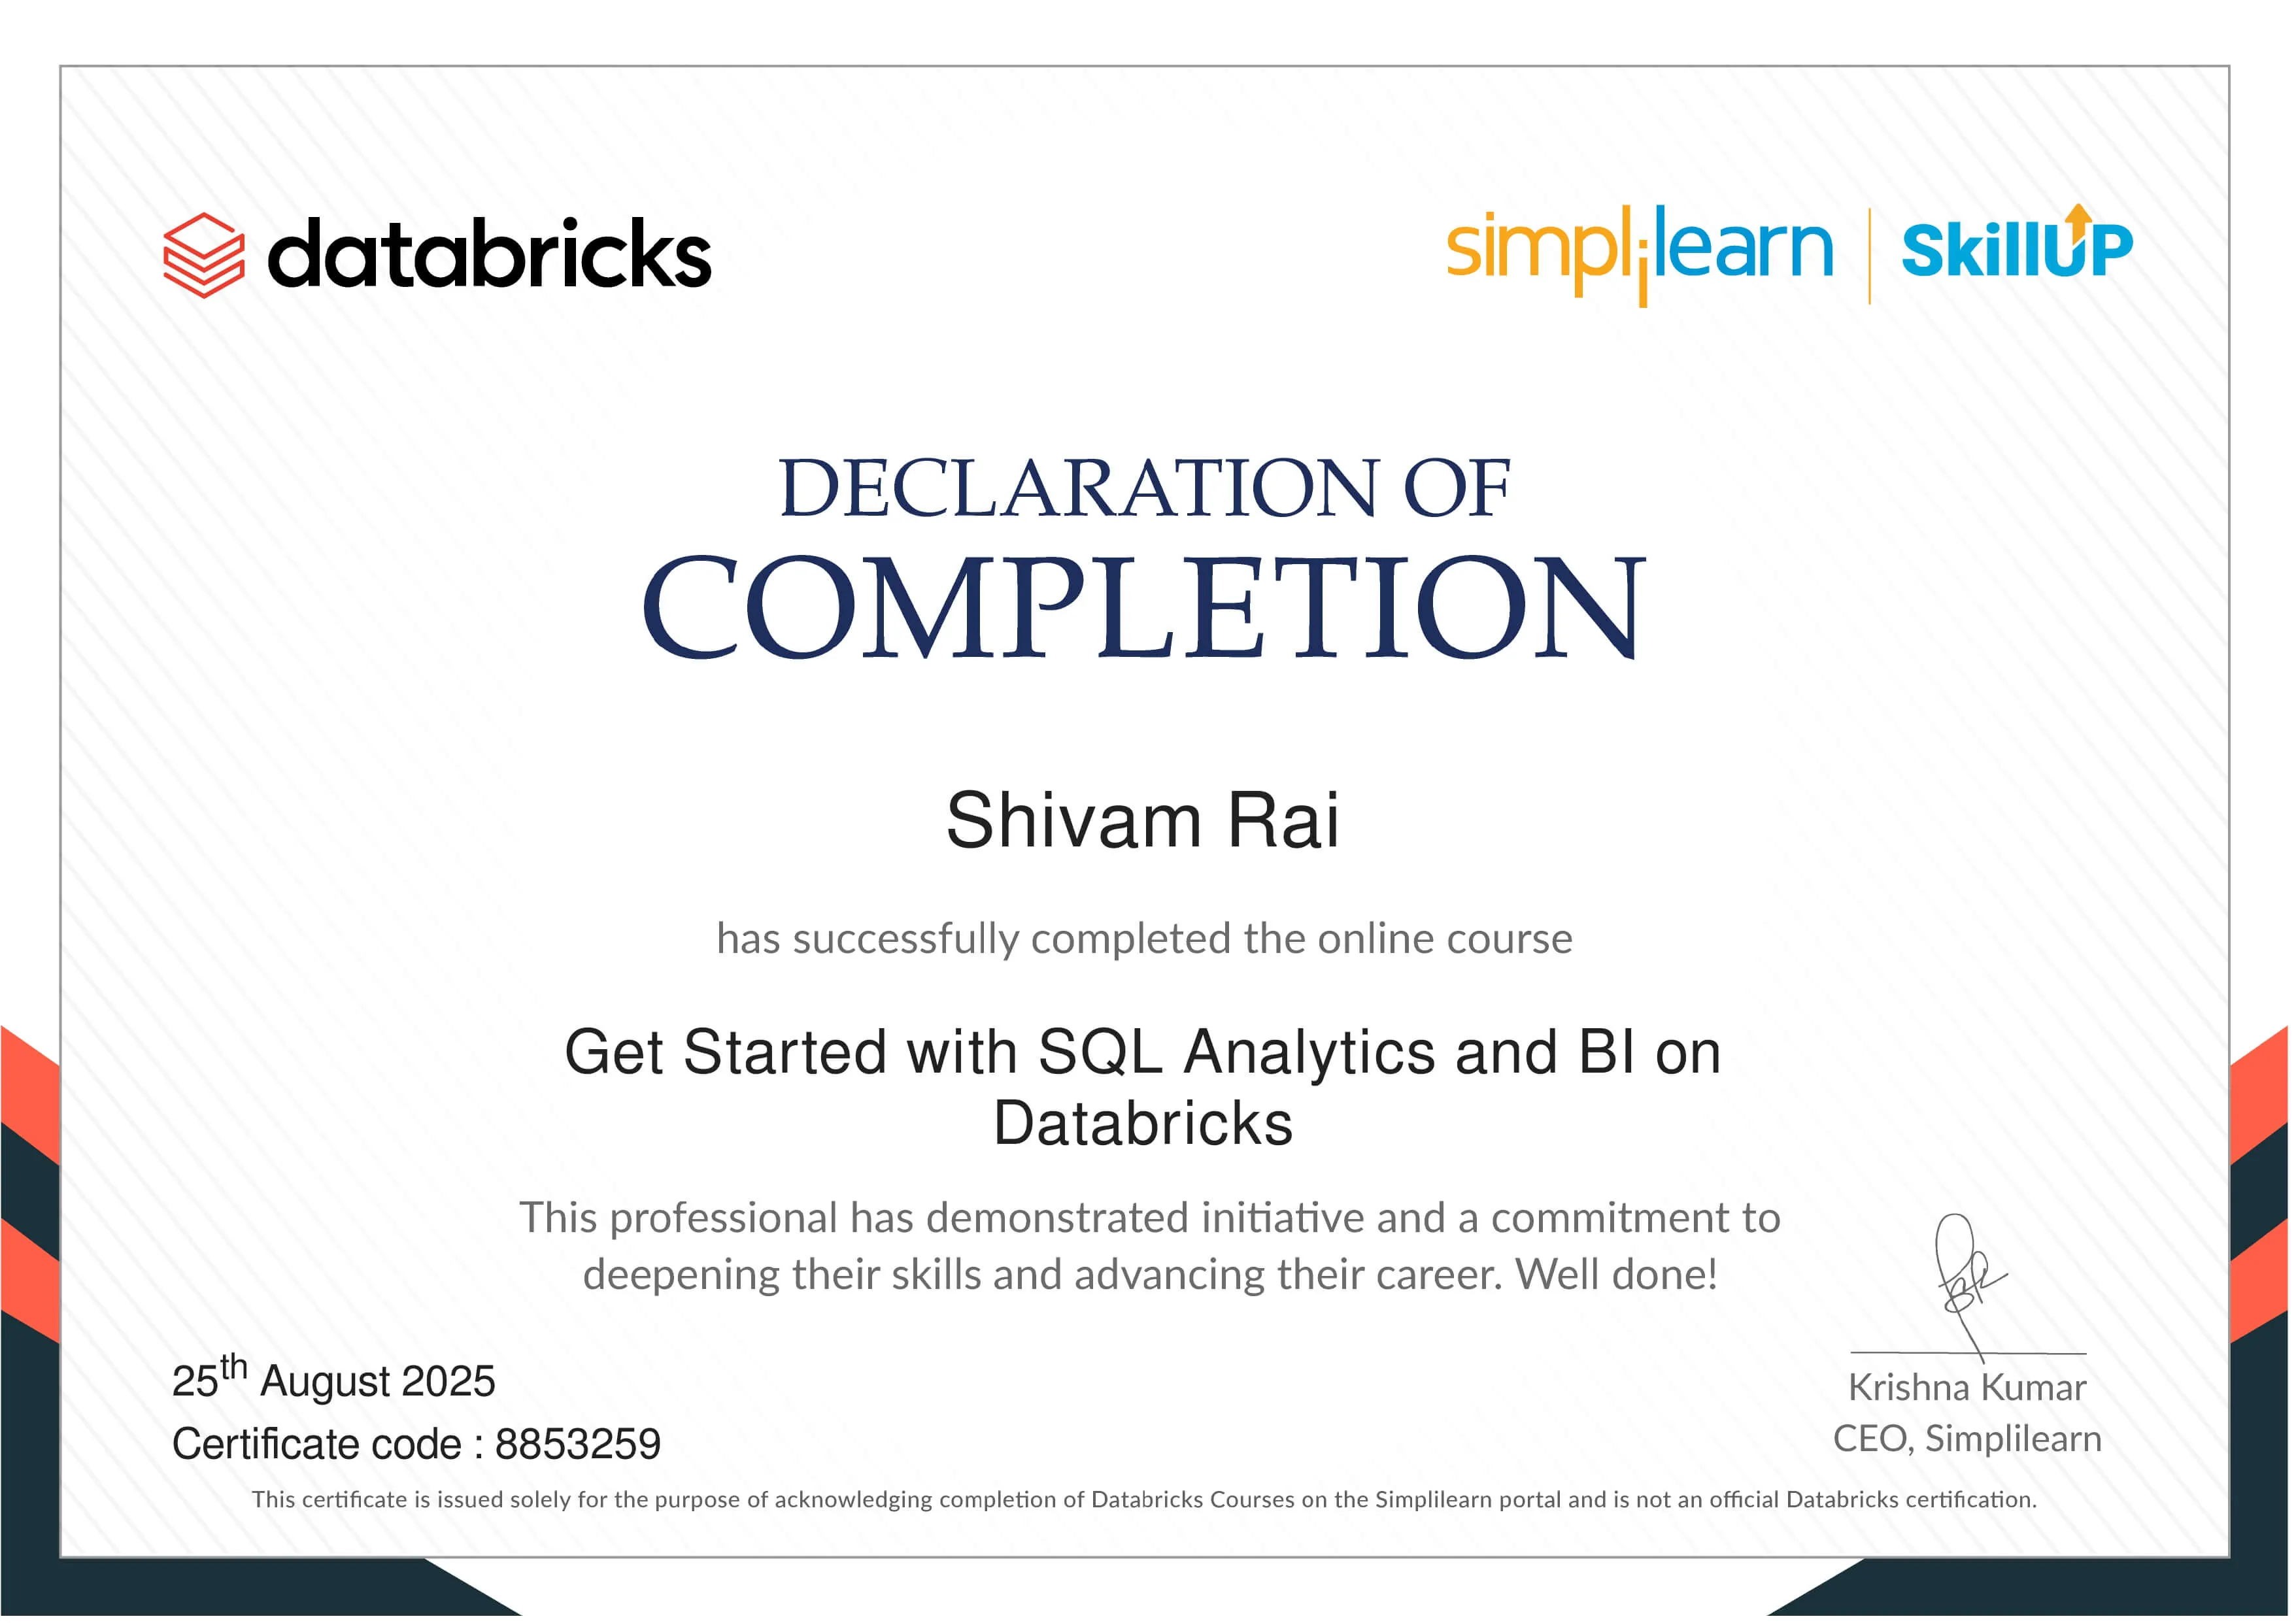 databricks
simplilearn | SkillUP
DECLARATION OF
COMPLETION
Shivam Rai
has successfully completed the online course
Get Started with SQL Analytics and BI on
Databricks
This professional has demonstrated initiative and a commitment to
deepening their skills and advancing their career. Well done!
25th August 2025
Certificate code : 8853259
Krishna Kumar
CEO, Simplilearn
This certificate is issued solely for the purpose of acknowledging completion of Databricks Courses on the Simplilearn portal and is not an official Databricks certification.